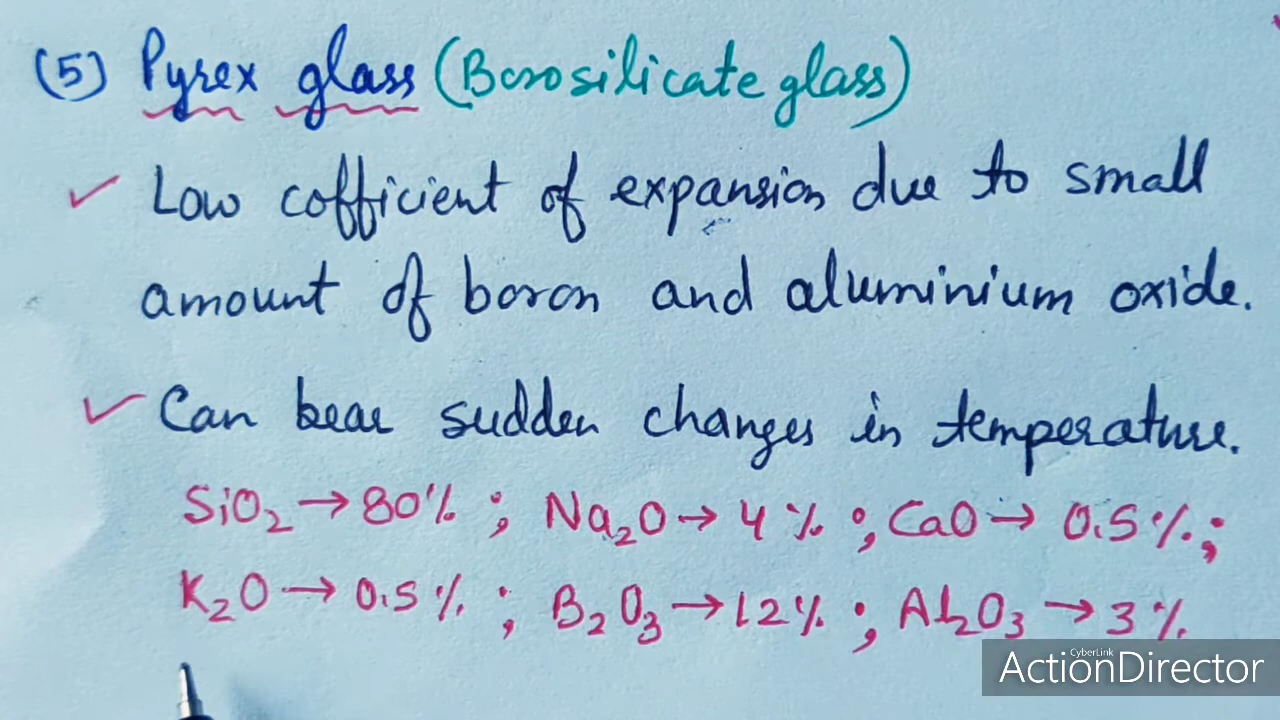 (5) Pyrex glass (Borosilicate glass)
✓ Low cofficient of expansion due to small
amount of boron and aluminium oxide.
✓ Can bear sudden changes in temperature.
SiO₂ → 80% ; Na₂O → 4% ; CaO → 0.5% ;
K₂O → 0.5% ; B₂O₃ → 12% ; Al₂O₃ → 3%
CyberLink
ActionDirector